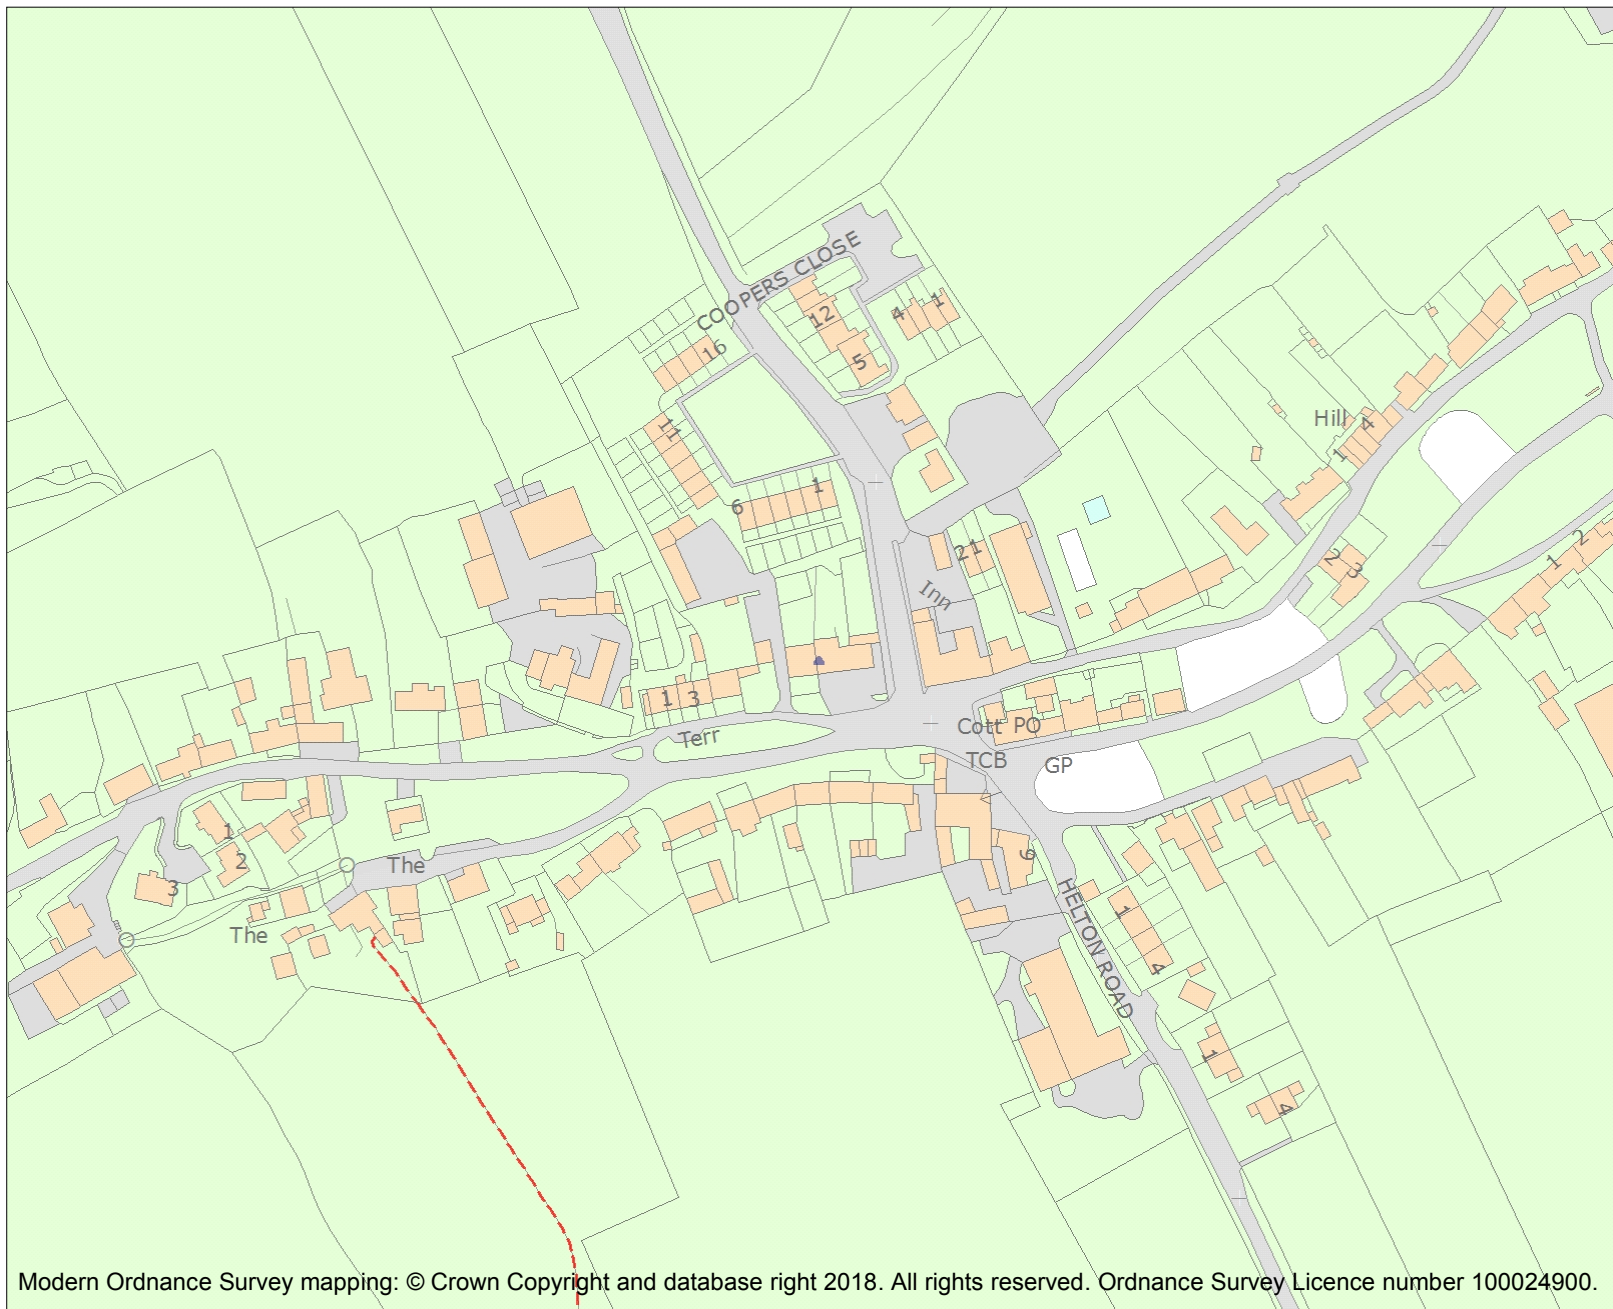 COOPERS CLOSE
12
4
1
16
5
11
Hill
4
1
1
6
21
2
3
1
2
Inn
1
3
Terr
Cott PO
TCB
GP
1
2
3
The
The
6
HELTON ROAD
1
4
1
4
Modern Ordnance Survey mapping: © Crown Copyright and database right 2018. All rights reserved. Ordnance Survey Licence number 100024900.